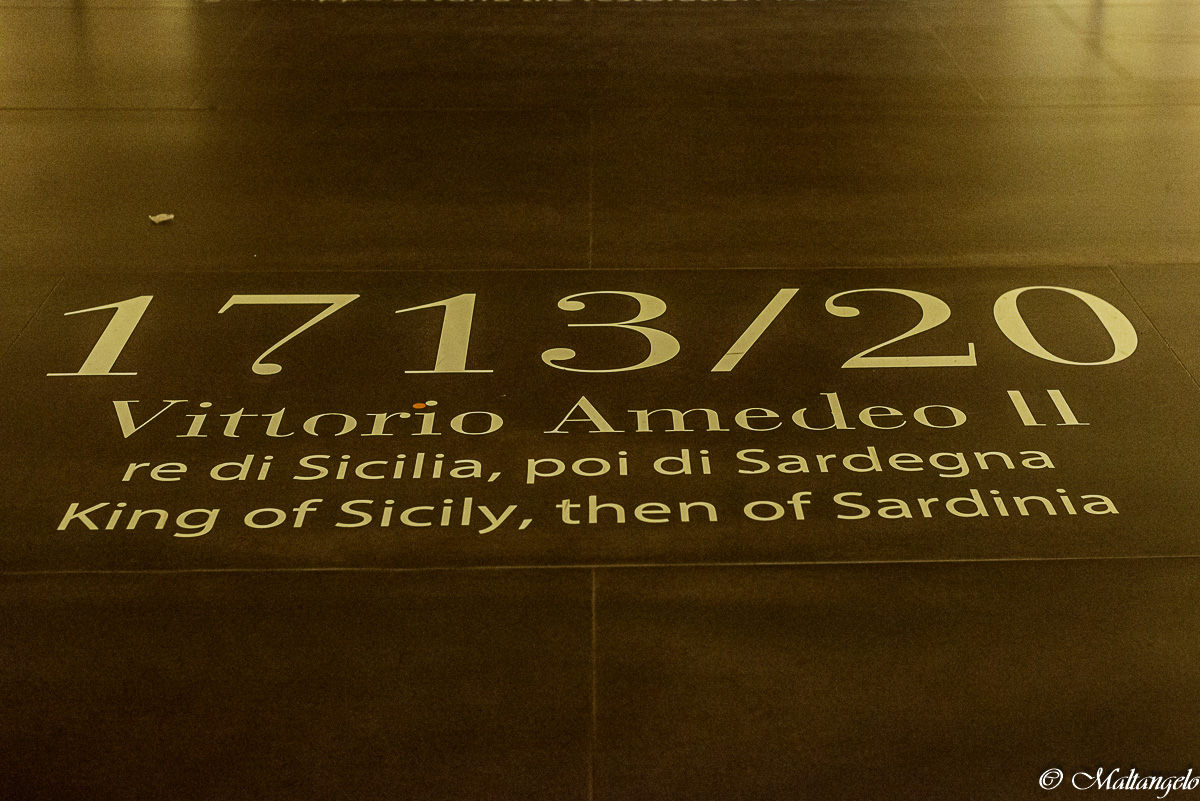 1713/20
Vittorio Amedeo II
re di Sicilia, poi di Sardegna
King of Sicily, then of Sardinia
© Maltangelo